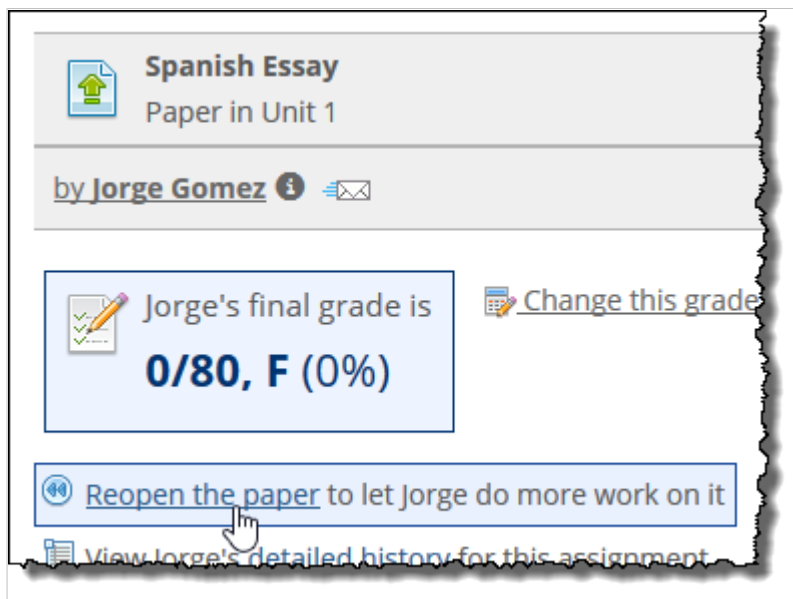 Spanish Essay
Paper in Unit 1
by Jorge Gomez
Jorge's final grade is
0/80, F (0%)
Change this grade
Reopen the paper to let Jorge do more work on it
View Jorge's detailed history for this assignment